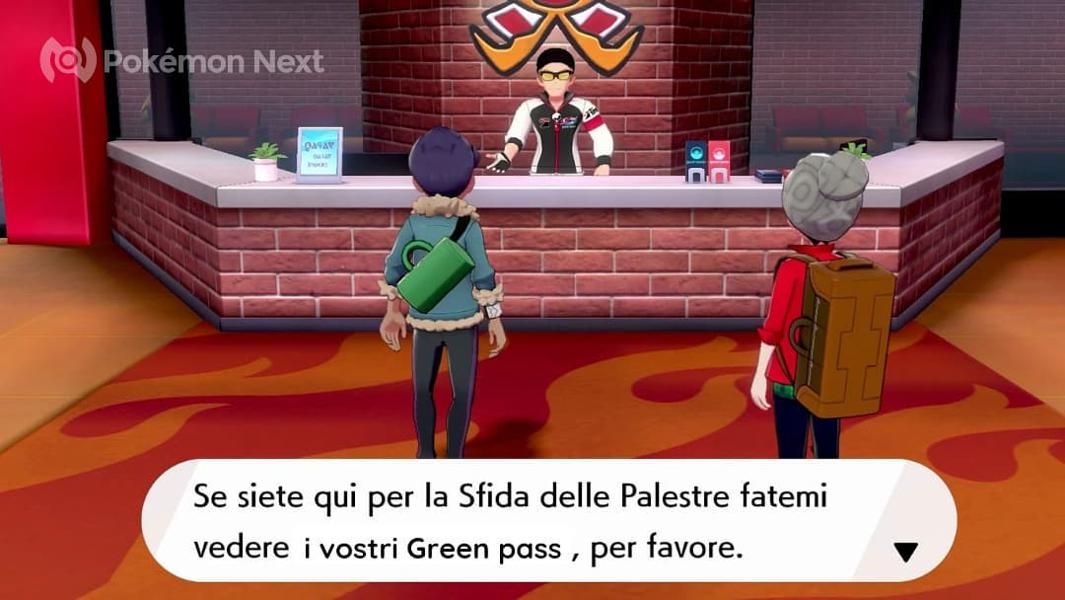 Pokémon Next
Se siete qui per la Sfida delle Palestre fatemi
vedere i vostri Green pass , per favore.